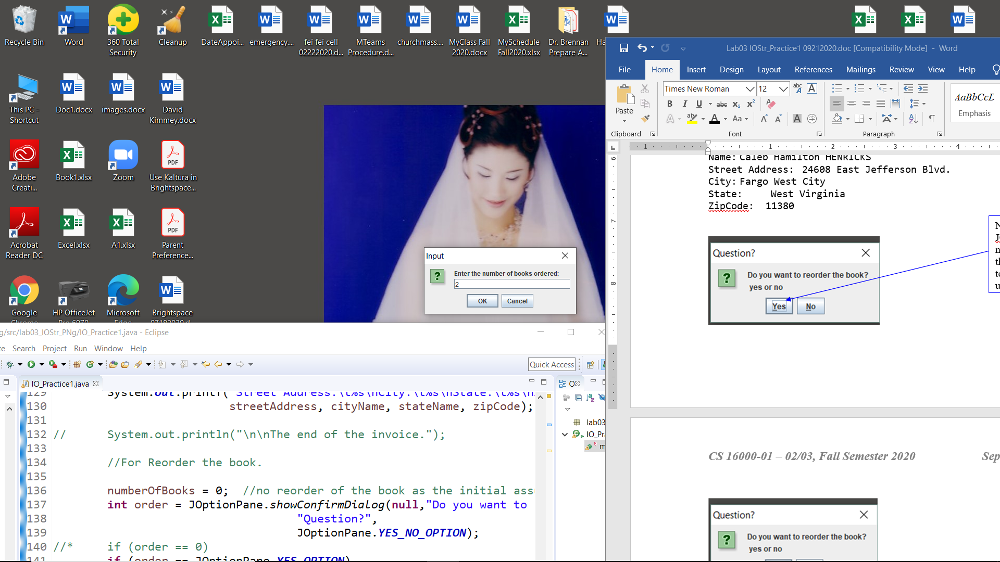 Recycle Bin
Word
360 Total
Security
Cleanup
DateAppoi...
emergency....
fei fei cell
02222020.d...
MTeams
Procedure.d...
churchmass....
MyClass Fall
2020.docx
MySchedule
Fall2020.xlsx
Dr. Brennan
Prepare A...
This PC -
Shortcut
Doc1.docx
images.docx
David
Kimmey.docx
Adobe
Creati...
Book1.xlsx
Zoom
Use Kaltura in
Brightspace...
Acrobat
Reader DC
Excel.xlsx
A1.xlsx
Parent
Preference...
Google
HP OfficeJet
Microsoft
Brightspace
Input
Enter the number of books ordered:
2
OK
Cancel
g/src/lab03_IOStr_PNg/IO_Practice1.java - Eclipse
Search Project Run Window Help
Quick Access
IO_Practice1.java
129 System.out.printf("Street Address:\t%s\nCity:\t%s\nState:\t%s\n
130 streetAddress, cityName, stateName, zipCode);
131
132 // System.out.println("\n\nThe end of the invoice.");
133
134 //For Reorder the book.
135
136 numberOfBooks = 0; //no reorder of the book as the initial ass
137 int order = JOptionPane.showConfirmDialog(null,"Do you want to
138 "Question?",
139 JOptionPane.YES_NO_OPTION);
140 //* if (order == 0)
141 if (order == JOptionPane.YES_OPTION)
lab03
IO_Pra
m
Lab03 IOStr_Practice1 09212020.doc [Compatibility Mode] - Word
File Home Insert Design Layout References Mailings Review View Help
Paste
Times New Roman 12
B I U abc X₂ X²
Aa
AaBbCcL
Emphasis
Clipboard Font Paragraph
1 1 2 3 4
6
7
8
Name: Caleb Hamilton HENRICKS
Street Address: 24608 East Jefferson Blvd.
City: Fargo West City
State: West Virginia
ZipCode: 11380
Question?
Do you want to reorder the book?
yes or no
Yes No
CS 16000-01 – 02/03, Fall Semester 2020 Sep
Question?
Do you want to reorder the book?
yes or no